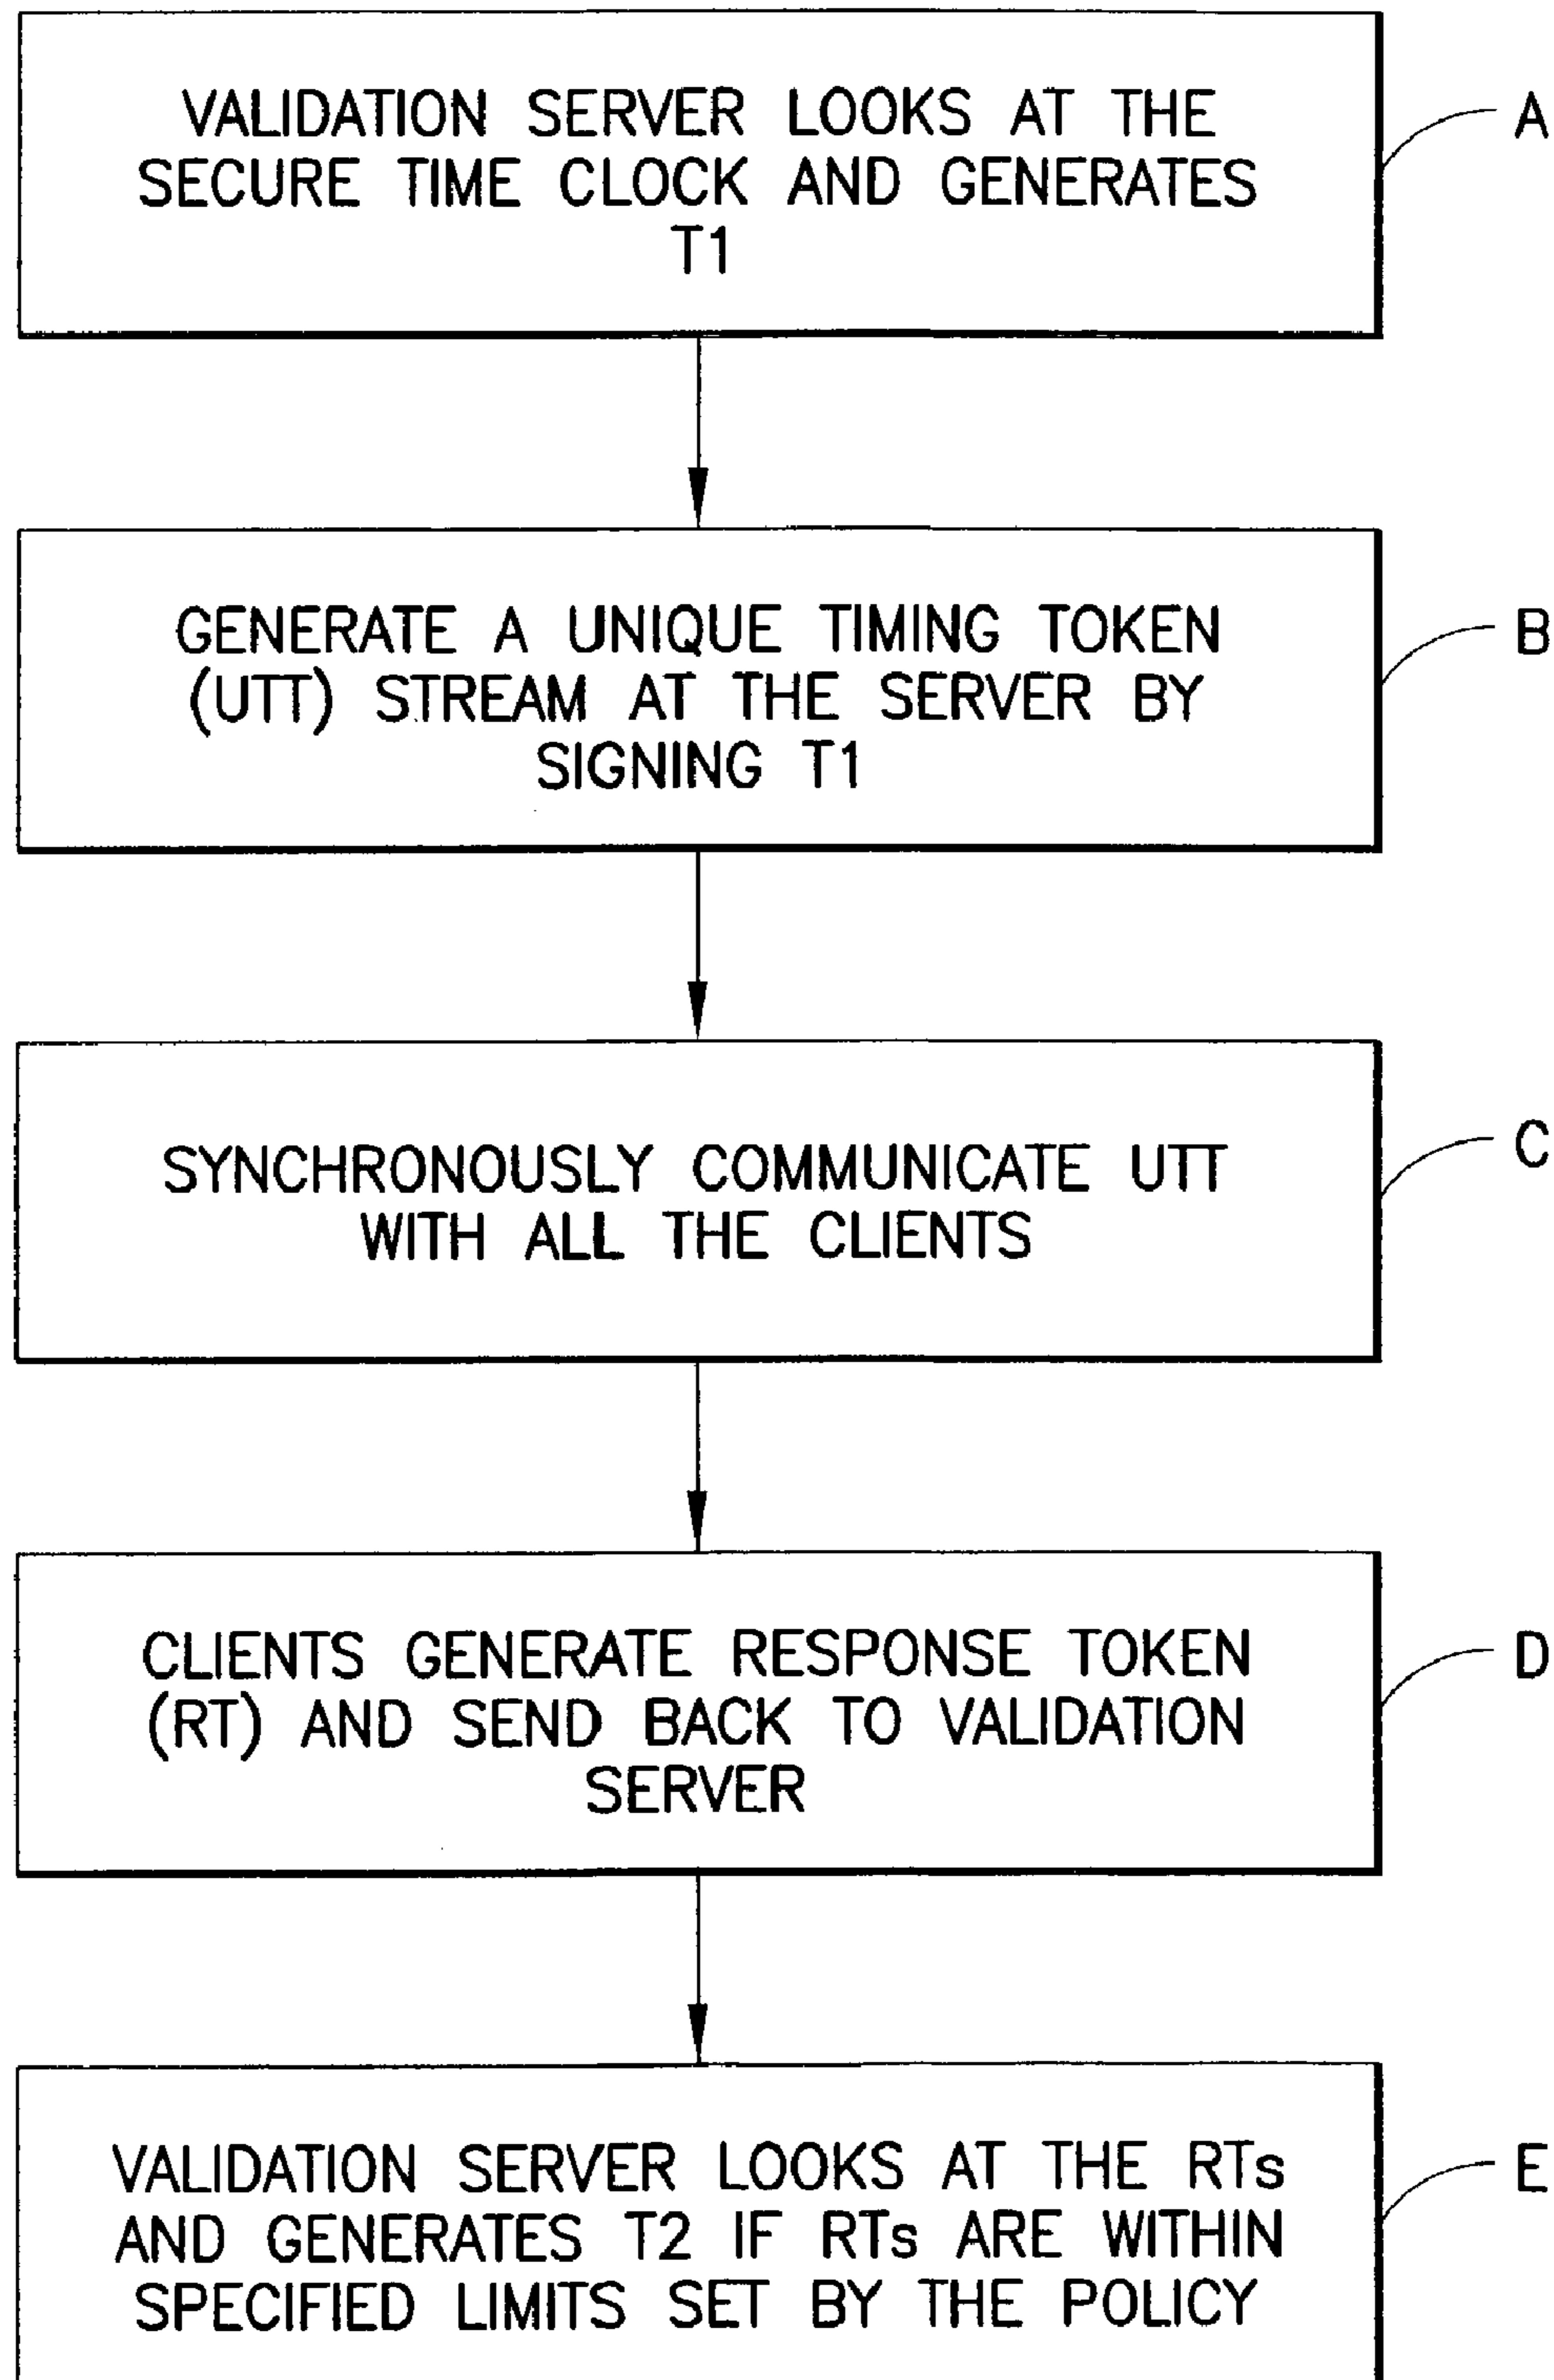 VALIDATION SERVER LOOKS AT THE
SECURE TIME CLOCK AND GENERATES
T1
A
GENERATE A UNIQUE TIMING TOKEN
(UTT) STREAM AT THE SERVER BY
SIGNING T1
B
SYNCHRONOUSLY COMMUNICATE UTT
WITH ALL THE CLIENTS
C
CLIENTS GENERATE RESPONSE TOKEN
(RT) AND SEND BACK TO VALIDATION
SERVER
D
VALIDATION SERVER LOOKS AT THE RTs
AND GENERATES T2 IF RTs ARE WITHIN
SPECIFIED LIMITS SET BY THE POLICY
E